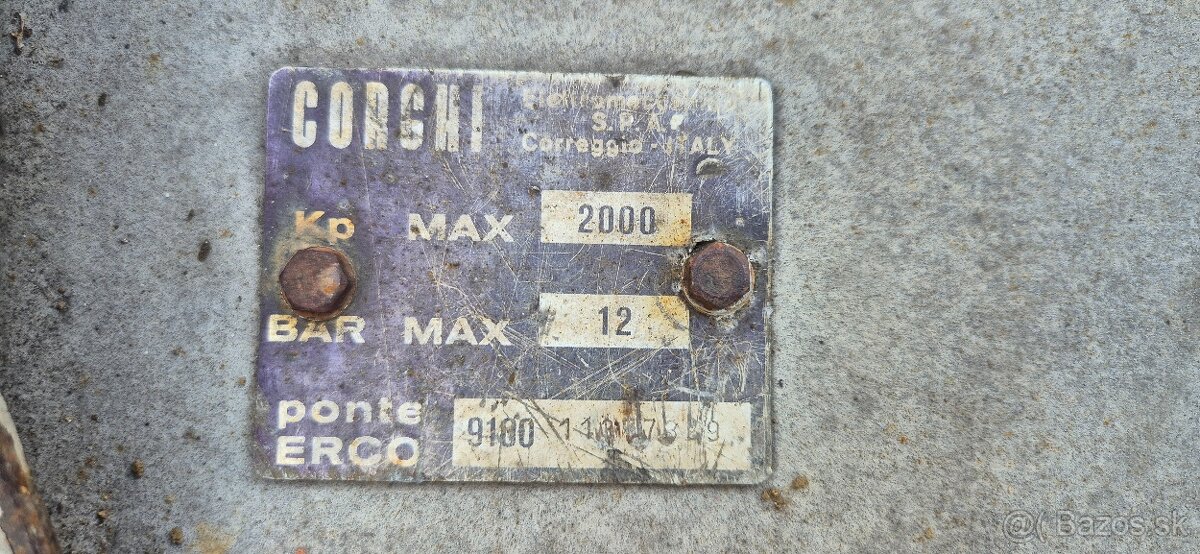 CORGHI
S.P.A.
Correggio - ITALY
Kp MAX 2000
BAR MAX 12
ponte
ERCO 9100
@( Bazos.sk